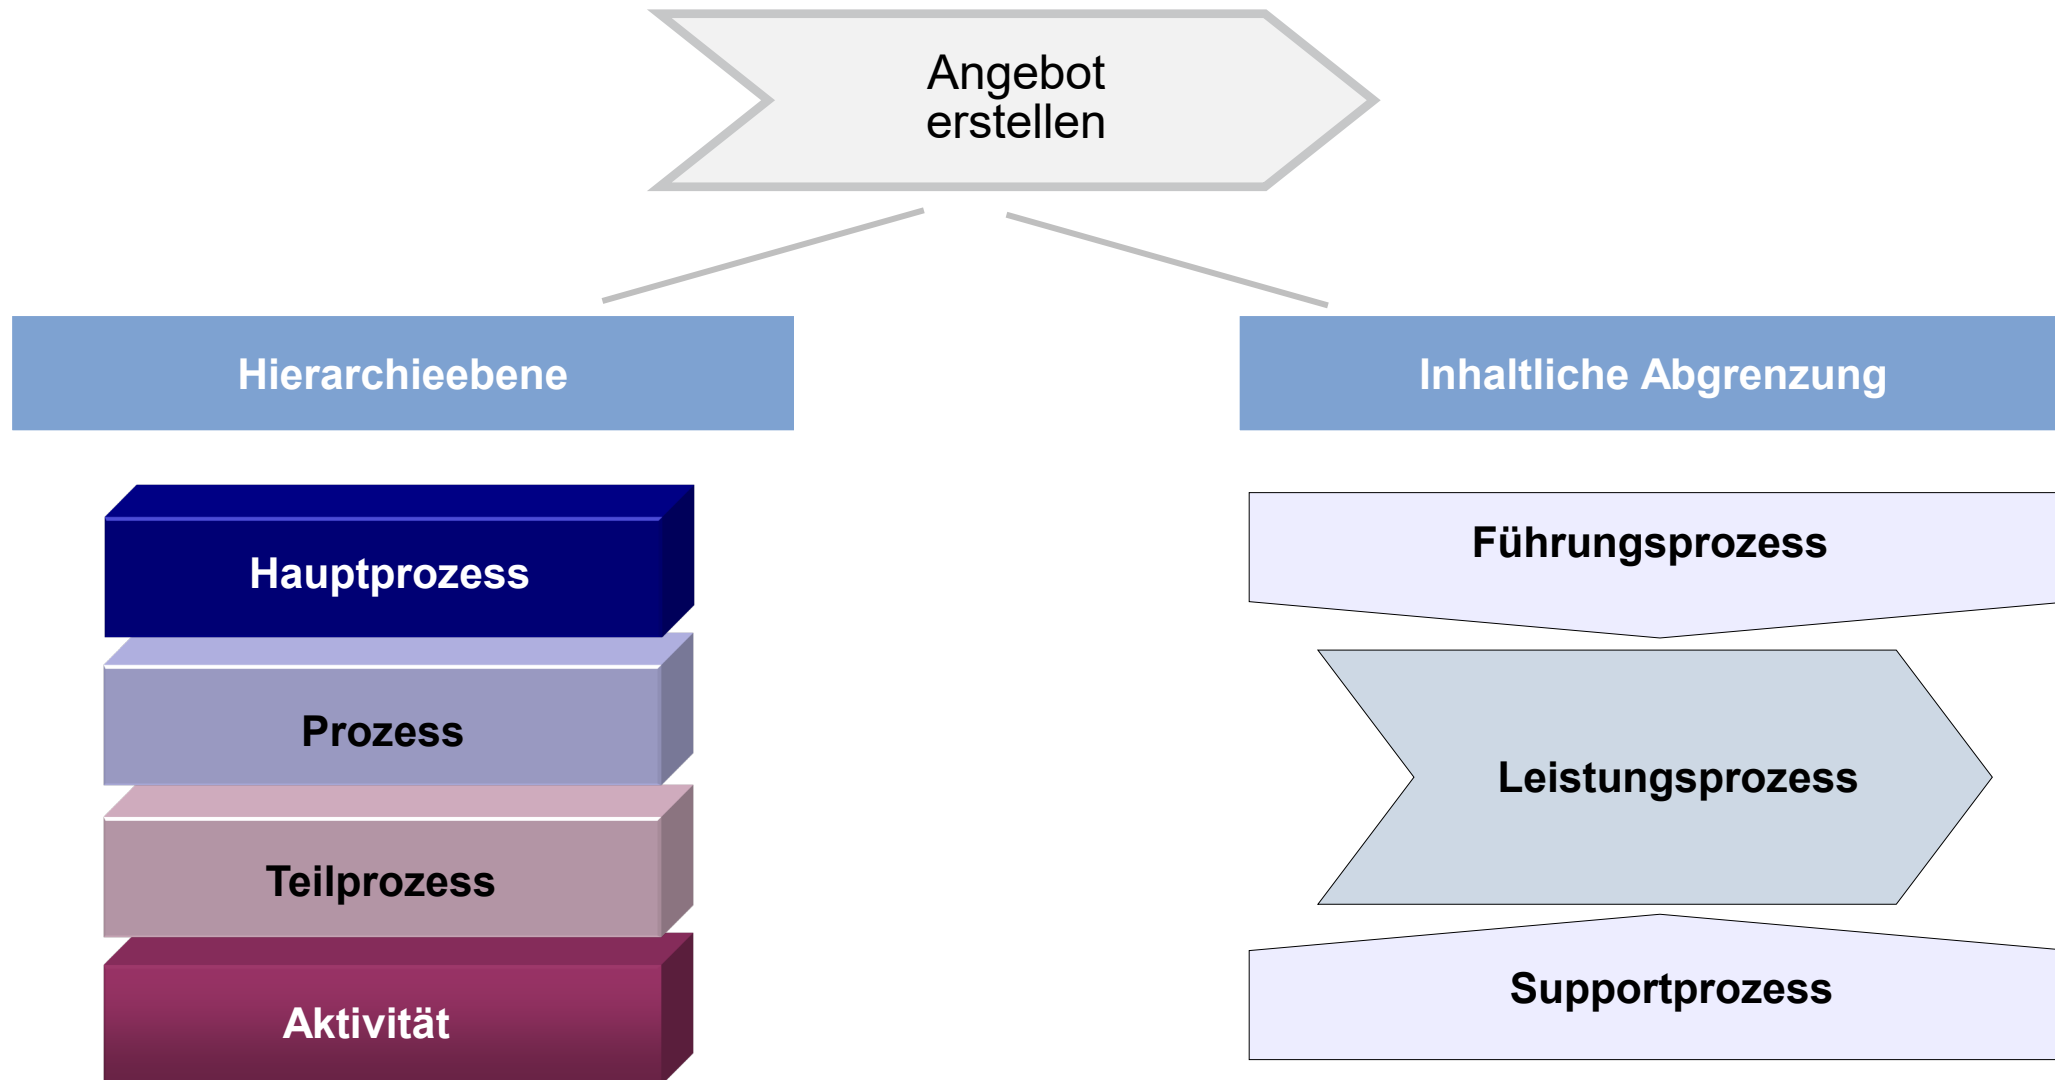 Angebot
erstellen
Hierarchieebene
Inhaltliche Abgrenzung
Hauptprozess
Prozess
Teilprozess
Aktivität
Führungsprozess
Leistungsprozess
Supportprozess